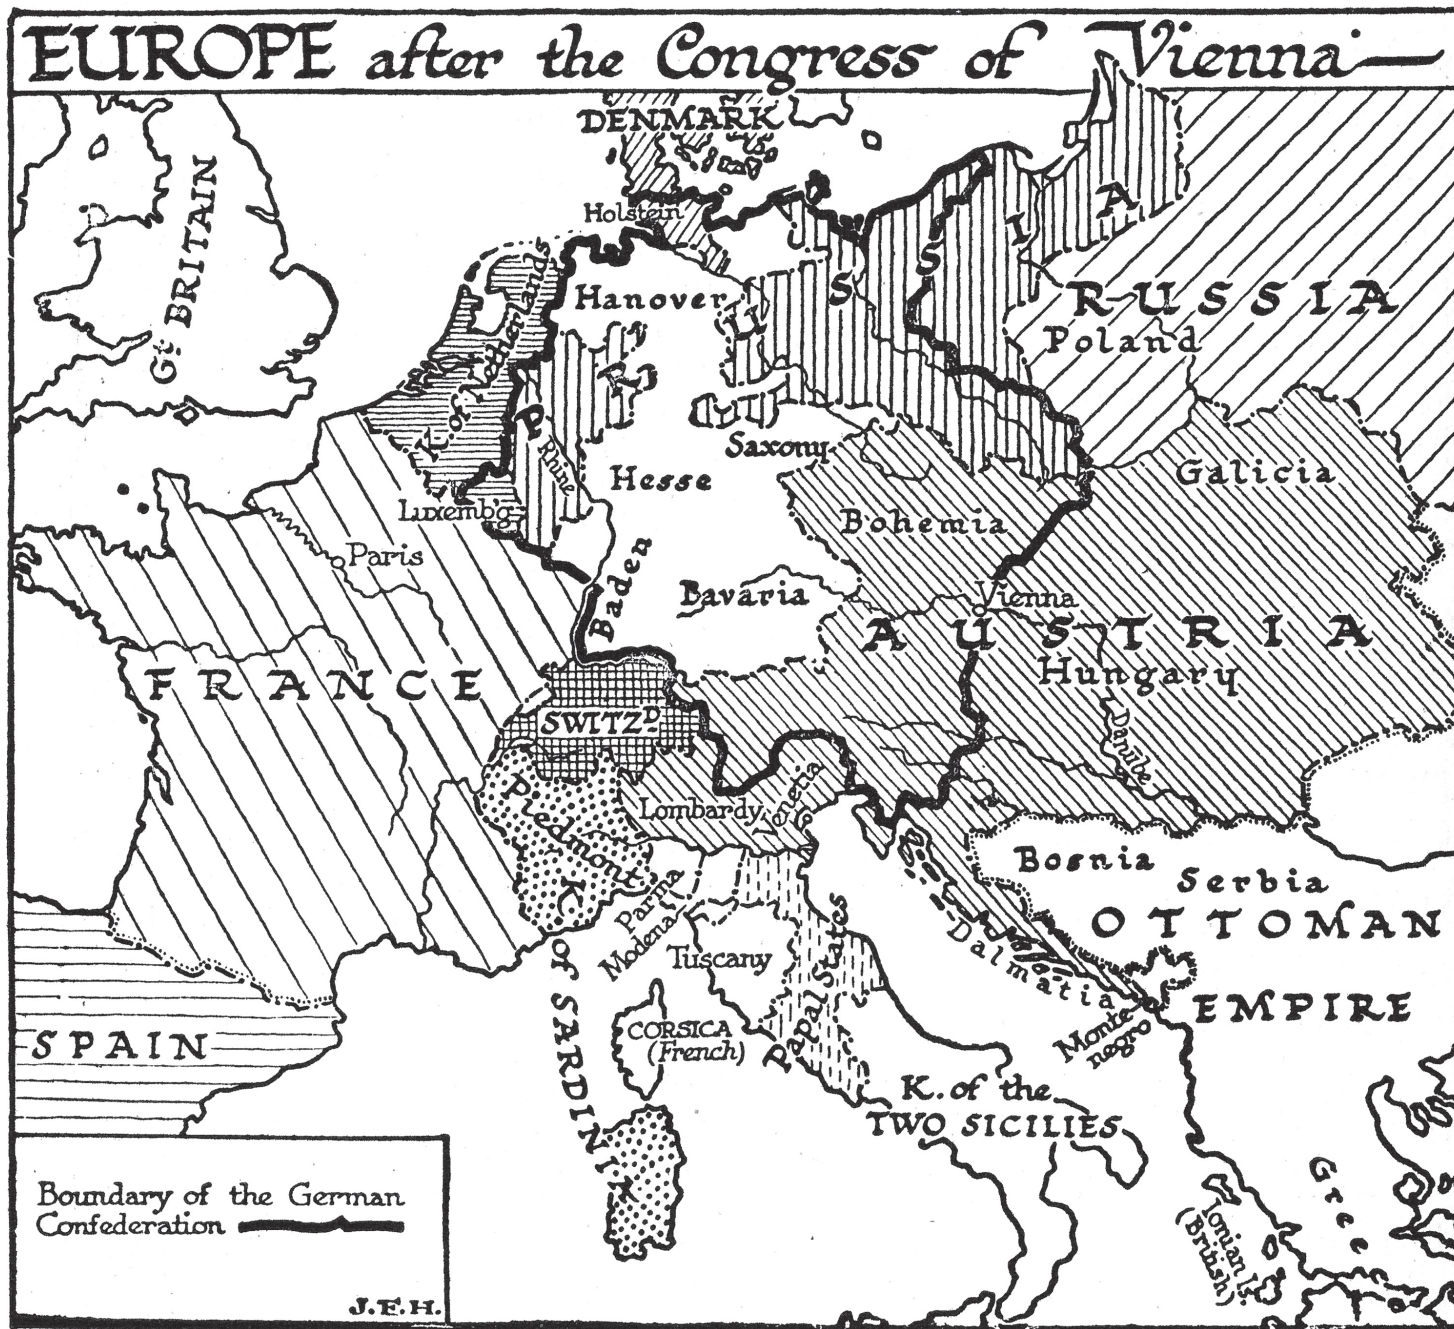 EUROPE after the Congress of Vienna
DENMARK
Gt. BRITAIN
Holstein
K. of Netherlands
Hanover
PRUSSIA
RUSSIA
Poland
Saxony
Rhine
Hesse
Galicia
Luxemb'g
Bohemia
Paris
Baden
Bavaria
Vienna
AUSTRIA
Hungary
FRANCE
SWITZD.
Danube
Piedmont
Lombardy
Venetia
Bosnia
Serbia
OTTOMAN
EMPIRE
Parma
Modena
Tuscany
Papal States
Dalmatia
K. of SARDINIA
CORSICA
(French)
Monte-
negro
SPAIN
K. of the
TWO SICILIES
Ionian Is.
(British)
Greece
Boundary of the German
Confederation
J.F.H.